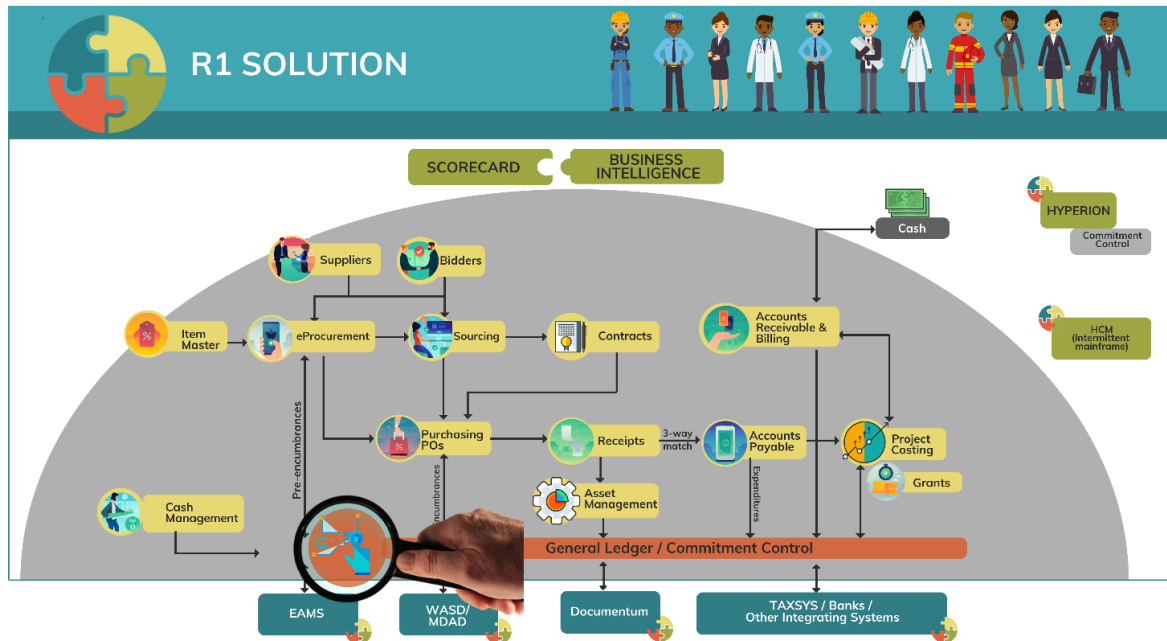 R1 SOLUTION
SCORECARD
BUSINESS
INTELLIGENCE
Cash
HYPERION
Commitment
Control
Suppliers
Bidders
Item
Master
eProcurement
Sourcing
Contracts
Accounts
Receivable &
Billing
HCM
(intermittent
mainframe)
Pre-encumbrances
Purchasing
POs
Receipts
3-way
match
Accounts
Payable
Project
Costing
Grants
Expenditures
Asset
Management
Cash
Management
General Ledger / Commitment Control
EAMS
WASD/
MDAD
Documentum
TAXSYS / Banks /
Other Integrating Systems